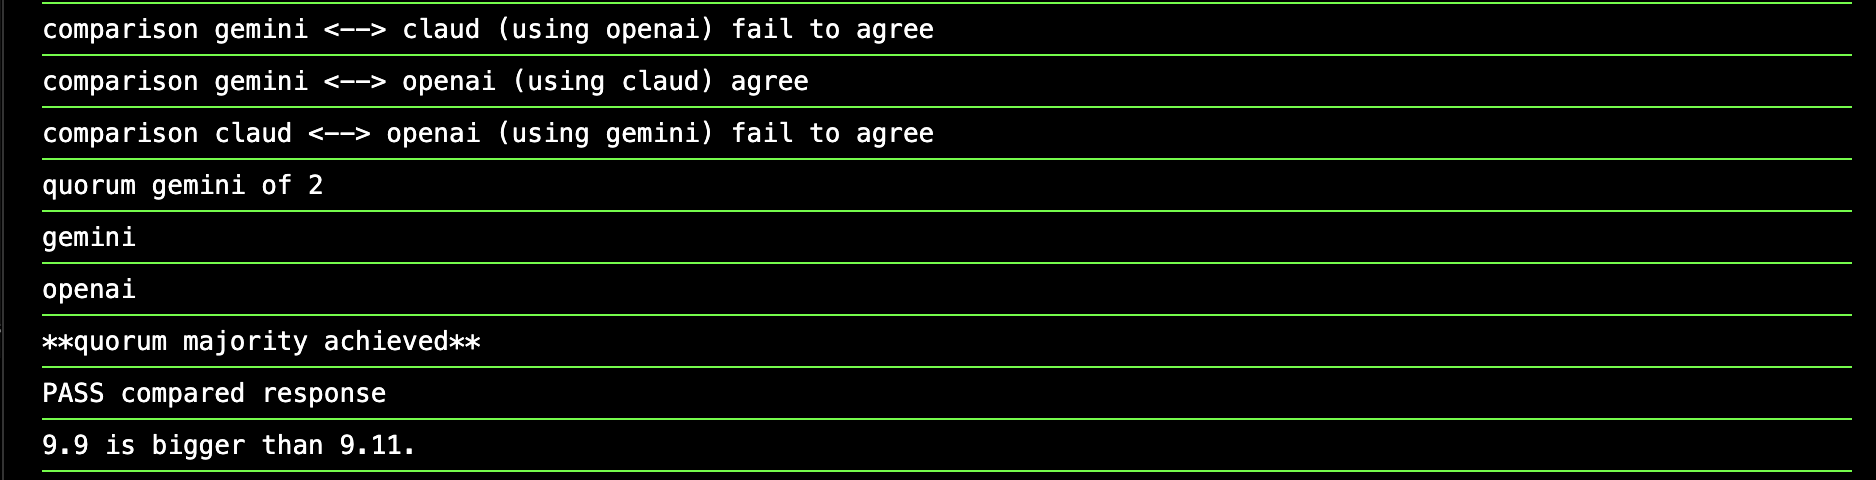 comparison gemini <--> claud (using openai) fail to agree
comparison gemini <--> openai (using claud) agree
comparison claud <--> openai (using gemini) fail to agree
quorum gemini of 2
gemini
openai
**quorum majority achieved**
PASS compared response
9.9 is bigger than 9.11.